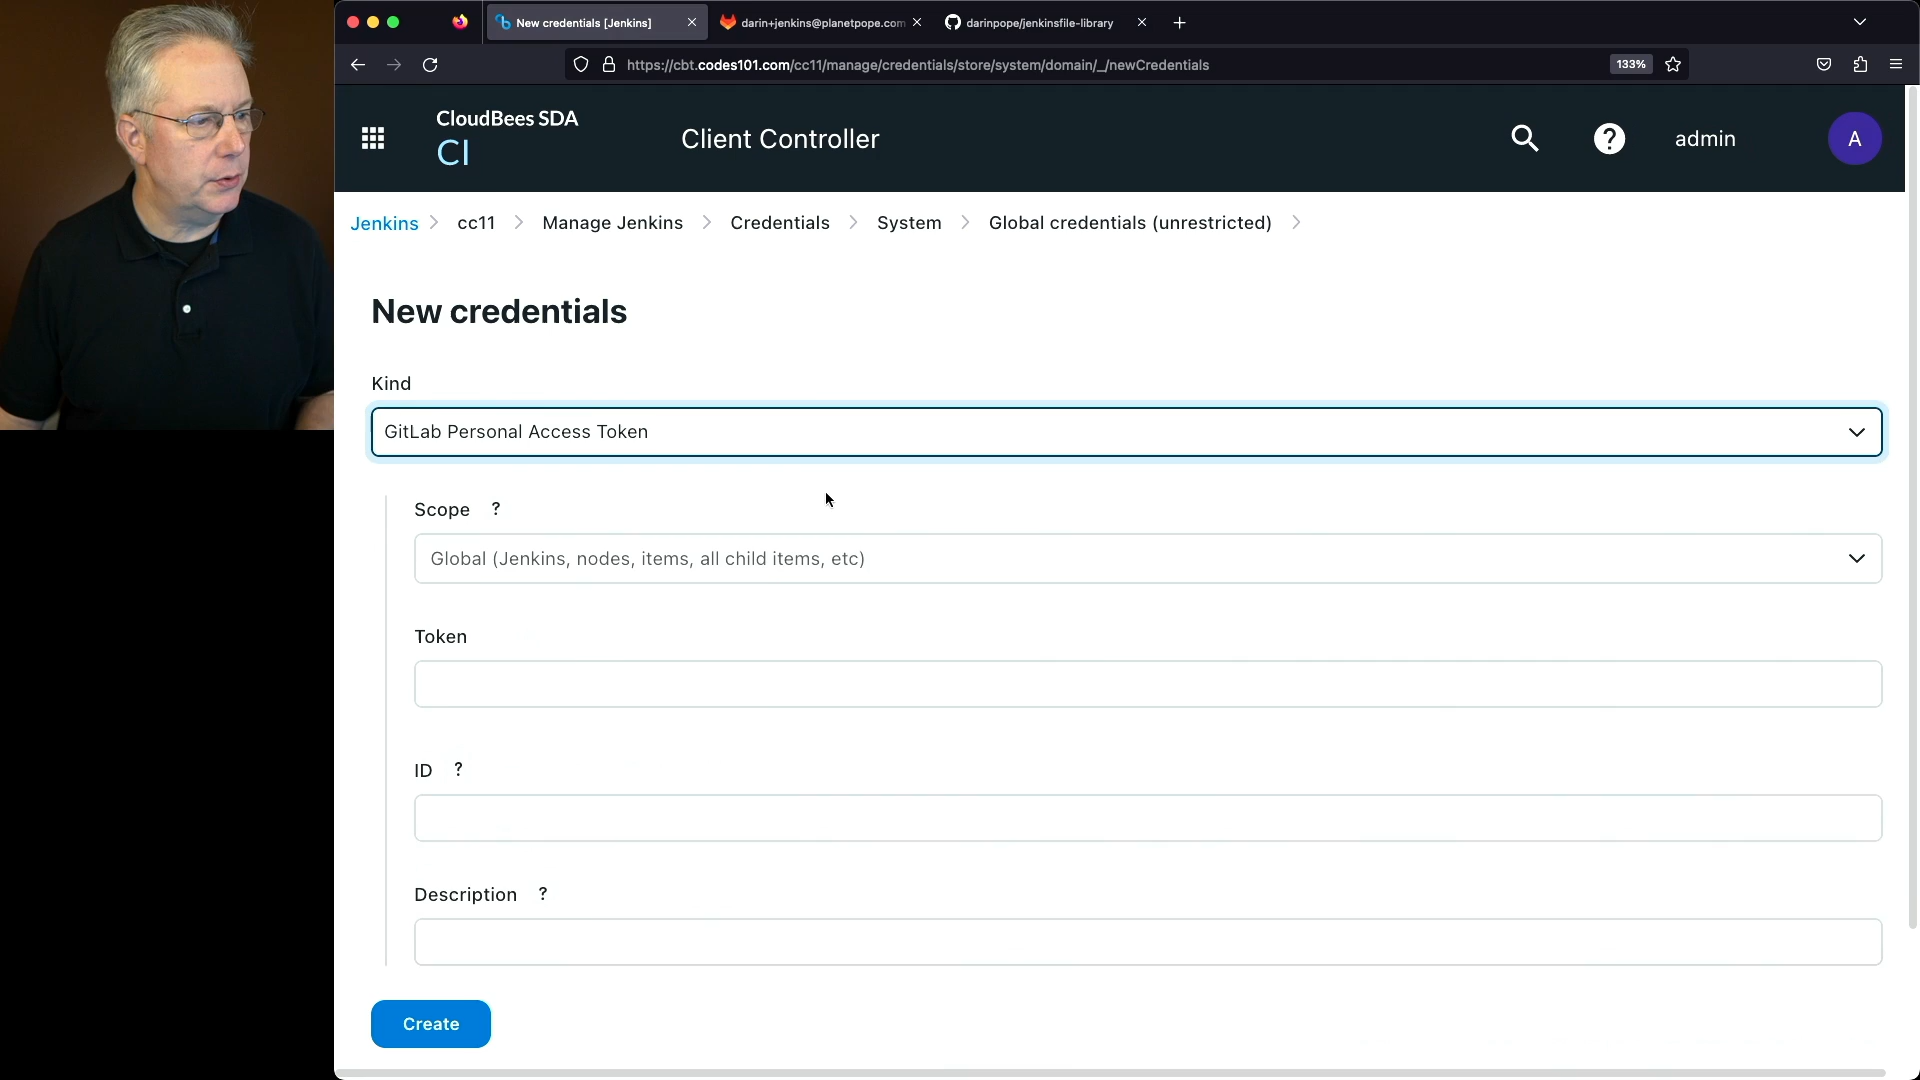 New credentials [Jenkins]
darin+jenkins@planetpope.com
darinpope/jenkinsfile-library
https://cbt.codes101.com/cc11/manage/credentials/store/system/domain/_/newCredentials
133%
CloudBees SDA
CI
Client Controller
?
admin
A
Jenkins > cc11 > Manage Jenkins > Credentials > System > Global credentials (unrestricted) >
New credentials
Kind
GitLab Personal Access Token
Scope ?
Global (Jenkins, nodes, items, all child items, etc)
Token
ID ?
Description ?
Create